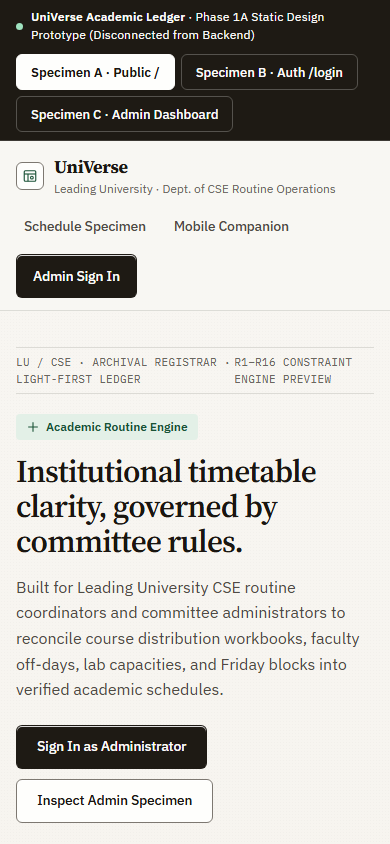 UniVerse Academic Ledger · Phase 1A Static Design
Prototype (Disconnected from Backend)
Specimen A · Public /
Specimen B · Auth /login
Specimen C · Admin Dashboard
UniVerse
Leading University · Dept. of CSE Routine Operations
Schedule Specimen
Mobile Companion
Admin Sign In
LU / CSE · ARCHIVAL REGISTRAR ·
LIGHT-FIRST LEDGER
R1–R16 CONSTRAINT
ENGINE PREVIEW
Academic Routine Engine
Institutional timetable
clarity, governed by
committee rules.
Built for Leading University CSE routine
coordinators and committee administrators to
reconcile course distribution workbooks, faculty
off-days, lab capacities, and Friday blocks into
verified academic schedules.
Sign In as Administrator
Inspect Admin Specimen